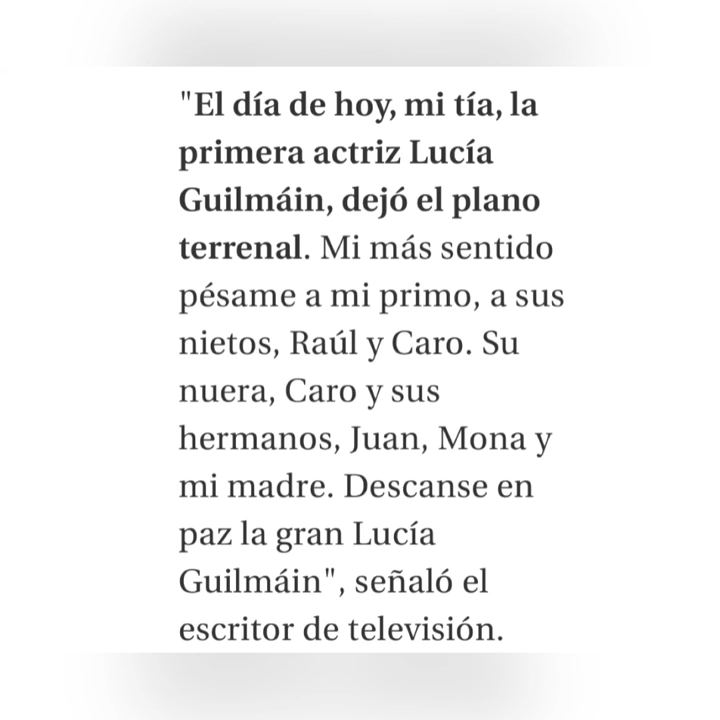 "El día de hoy, mi tía, la
primera actriz Lucía
Guilmáin, dejó el plano
terrenal. Mi más sentido
pésame a mi primo, a sus
nietos, Raúl y Caro. Su
nuera, Caro y sus
hermanos, Juan, Mona y
mi madre. Descanse en
paz la gran Lucía
Guilmáin", señaló el
escritor de televisión.